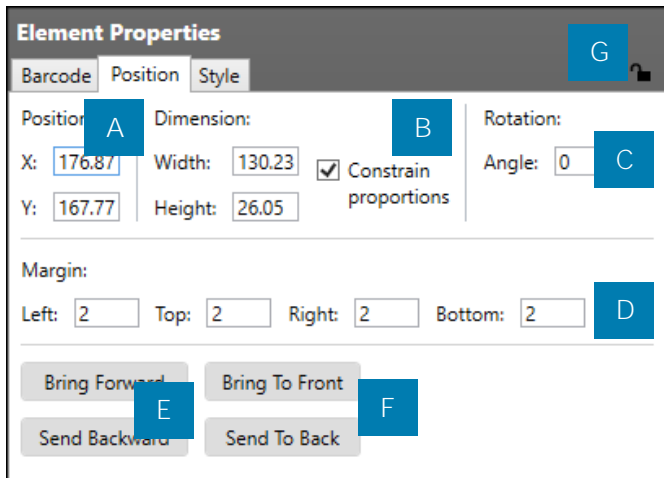 Element Properties
G
Barcode Position Style
Position A Dimension: B Rotation:
X: 176.87 Width: 130.23 Constrain proportions Angle: 0 C
Y: 167.77 Height: 26.05
Margin:
Left: 2 Top: 2 Right: 2 Bottom: 2 D
Bring Forward Bring To Front
E F
Send Backward Send To Back